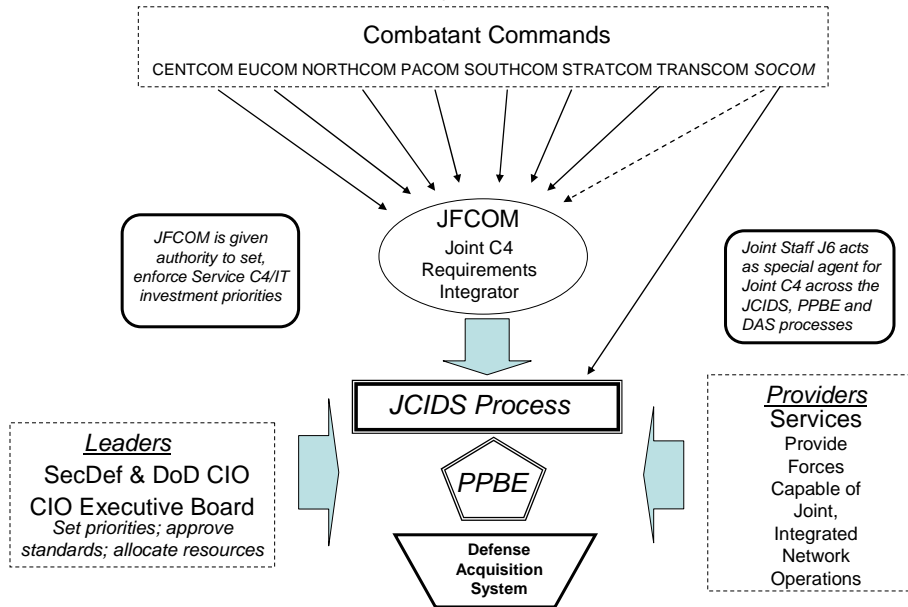 Combatant Commands
CENTCOM EUCOM NORTHCOM PACOM SOUTHCOM STRATCOM TRANSCOM SOCOM
JFCOM
Joint C4
Requirements
Integrator
JFCOM is given
authority to set,
enforce Service C4/IT
investment priorities
Joint Staff J6 acts
as special agent for
Joint C4 across the
JCIDS, PPBE and
DAS processes
JCIDS Process
Leaders
SecDef & DoD CIO
CIO Executive Board
Set priorities; approve
standards; allocate resources
PPBE
Defense
Acquisition
System
Providers
Services
Provide
Forces
Capable of
Joint,
Integrated
Network
Operations